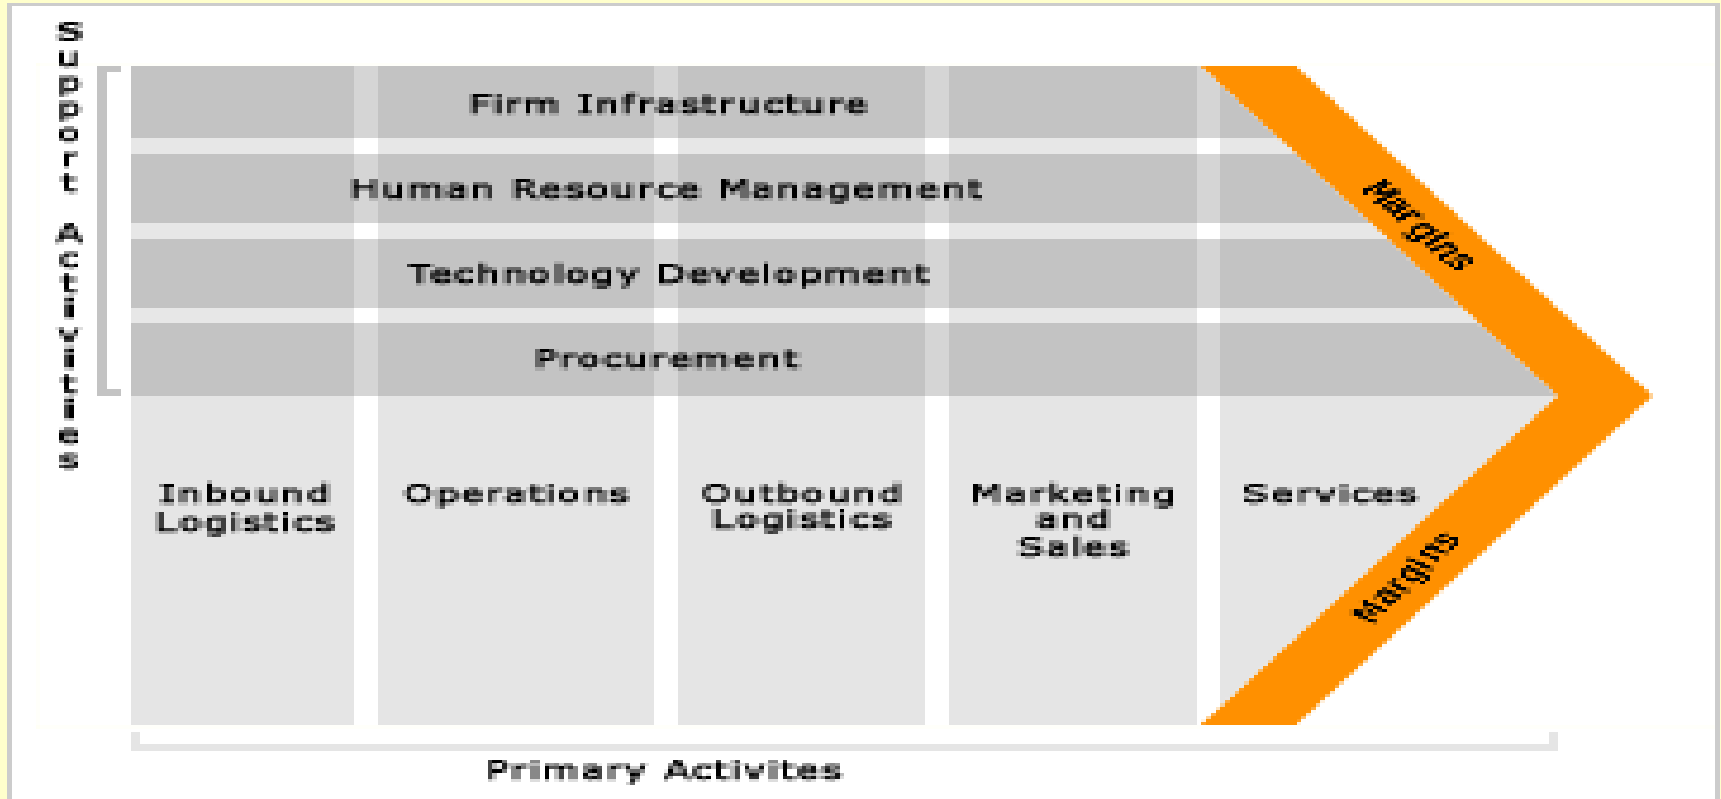 Support Activities
Firm Infrastructure
Human Resource Management
Technology Development
Procurement
Margins
Inbound
Logistics
Operations
Outbound
Logistics
Marketing
and
Sales
Services
Margins
Primary Activites